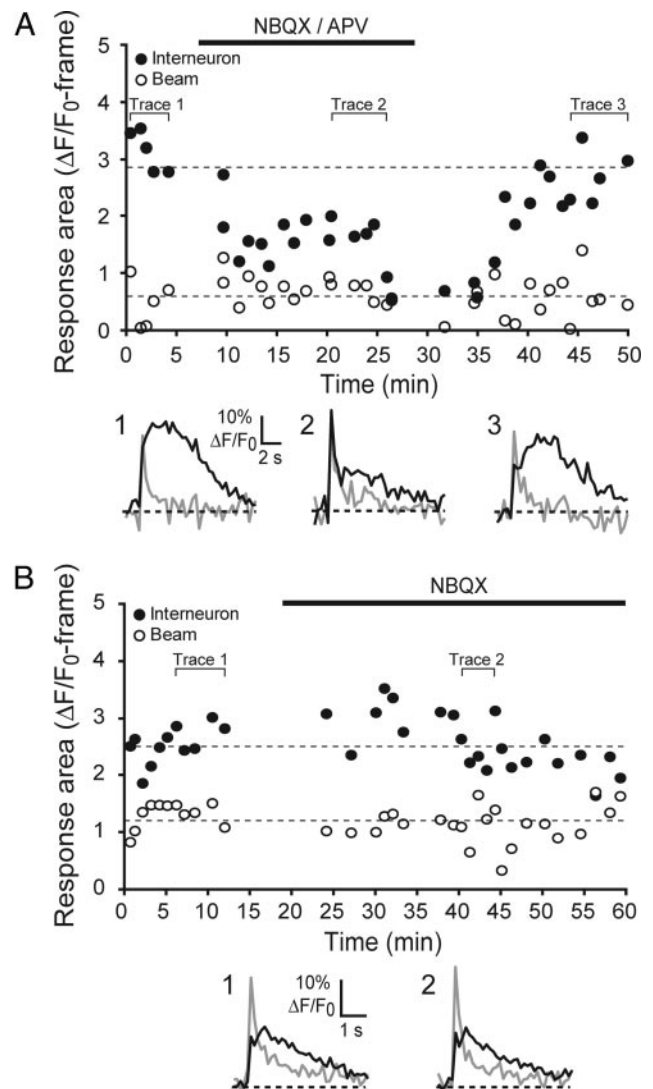 A
NBQX / APV
Response area (ΔF/F0-frame)
5
4
3
2
1
0
● Interneuron
○ Beam
Trace 1
Trace 2
Trace 3
0 5 10 15 20 25 30 35 40 45 50
Time (min)
1
10%
ΔF/F0
2 s
2
3
B
NBQX
Response area (ΔF/F0-frame)
5
4
3
2
1
0
● Interneuron
○ Beam
Trace 1
Trace 2
0 5 10 15 20 25 30 35 40 45 50 55 60
Time (min)
1
10%
ΔF/F0
1 s
2